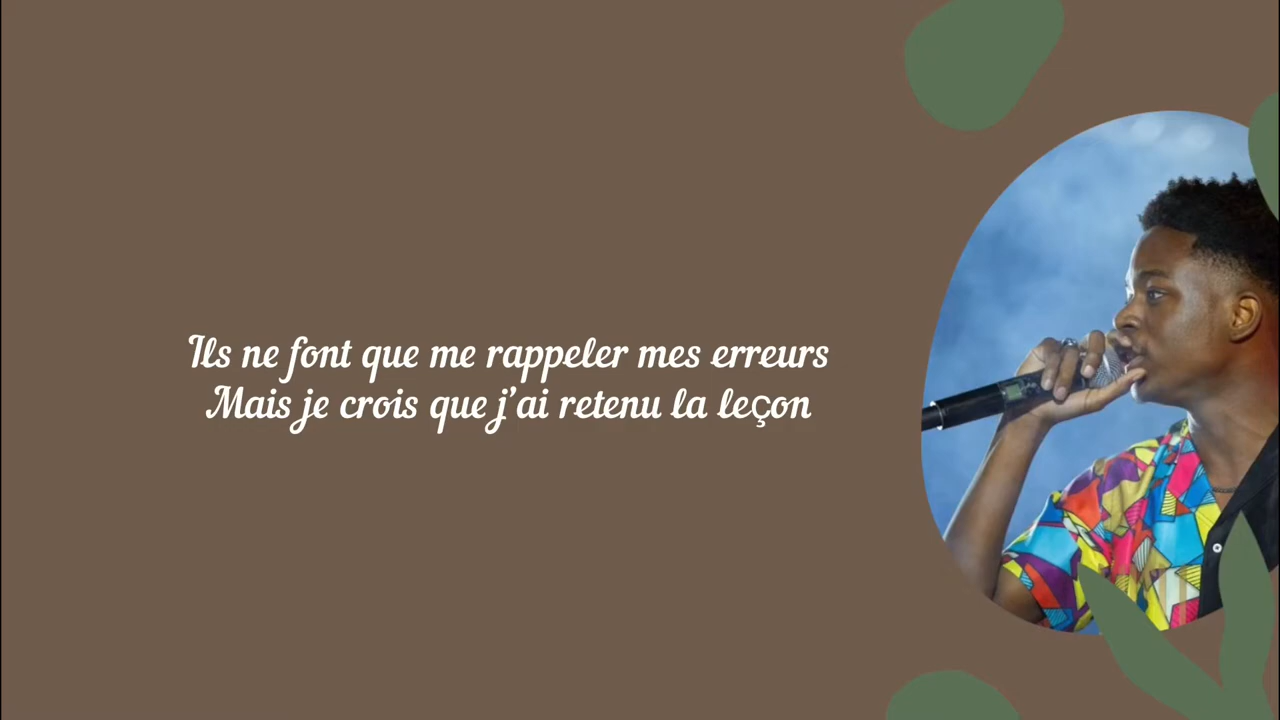 Ils ne font que me rappeler mes erreurs
Mais je crois que j'ai retenu la leçon